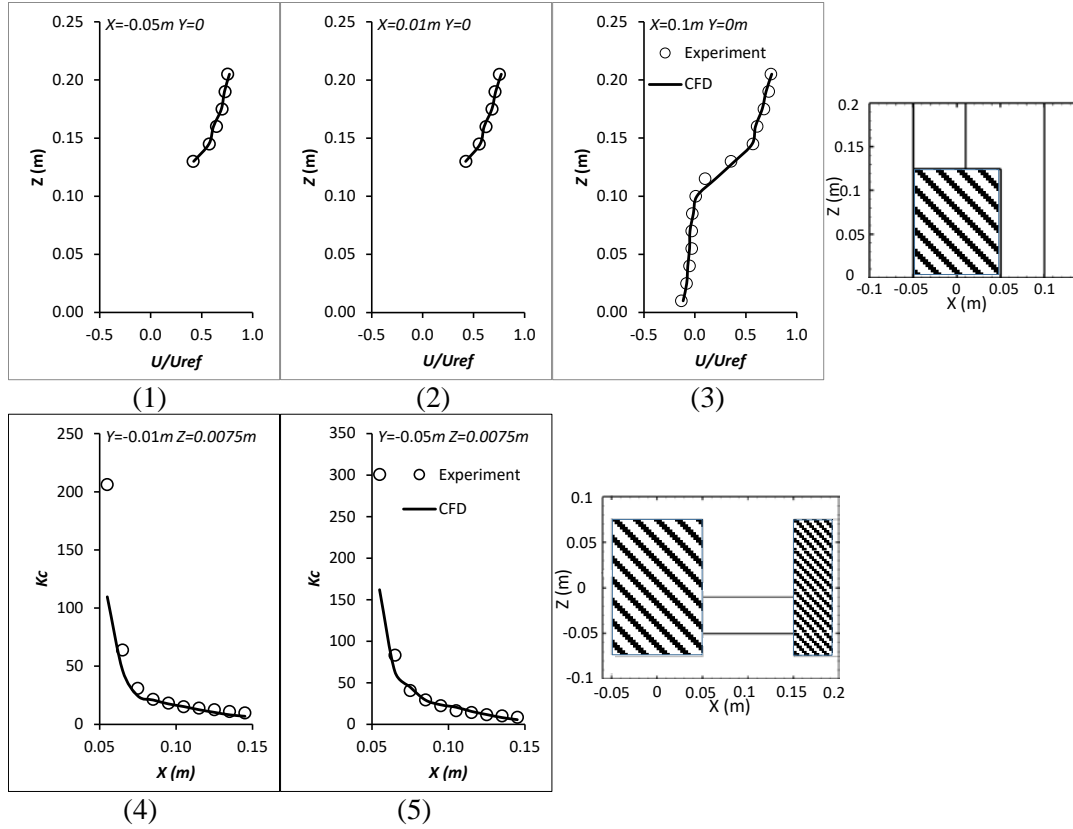 X=-0.05m Y=0
0.25
0.20
0.15
0.10
0.05
0.00
Z (m)
-0.5 0.0 0.5 1.0
U/Uref
(1)
X=0.01m Y=0
0.25
0.20
0.15
0.10
0.05
0.00
Z (m)
-0.5 0.0 0.5 1.0
U/Uref
(2)
X=0.1m Y=0m
0.25
0.20
0.15
0.10
0.05
0.00
Z (m)
Experiment
CFD
-0.5 0.0 0.5 1.0
U/Uref
(3)
0.2
0.1
0
Z (m)
-0.1 -0.05 0 0.05 0.1
X (m)
Y=-0.01m Z=0.0075m
250
200
150
100
50
0
Kc
0.05 0.10 0.15
X (m)
(4)
Y=-0.05m Z=0.0075m
350
300
250
200
150
100
50
0
Kc
Experiment
CFD
0.05 0.10 0.15
X (m)
(5)
0.1
0.05
0
-0.05
-0.1
Z (m)
-0.05 0 0.05 0.1 0.15 0.2
X (m)